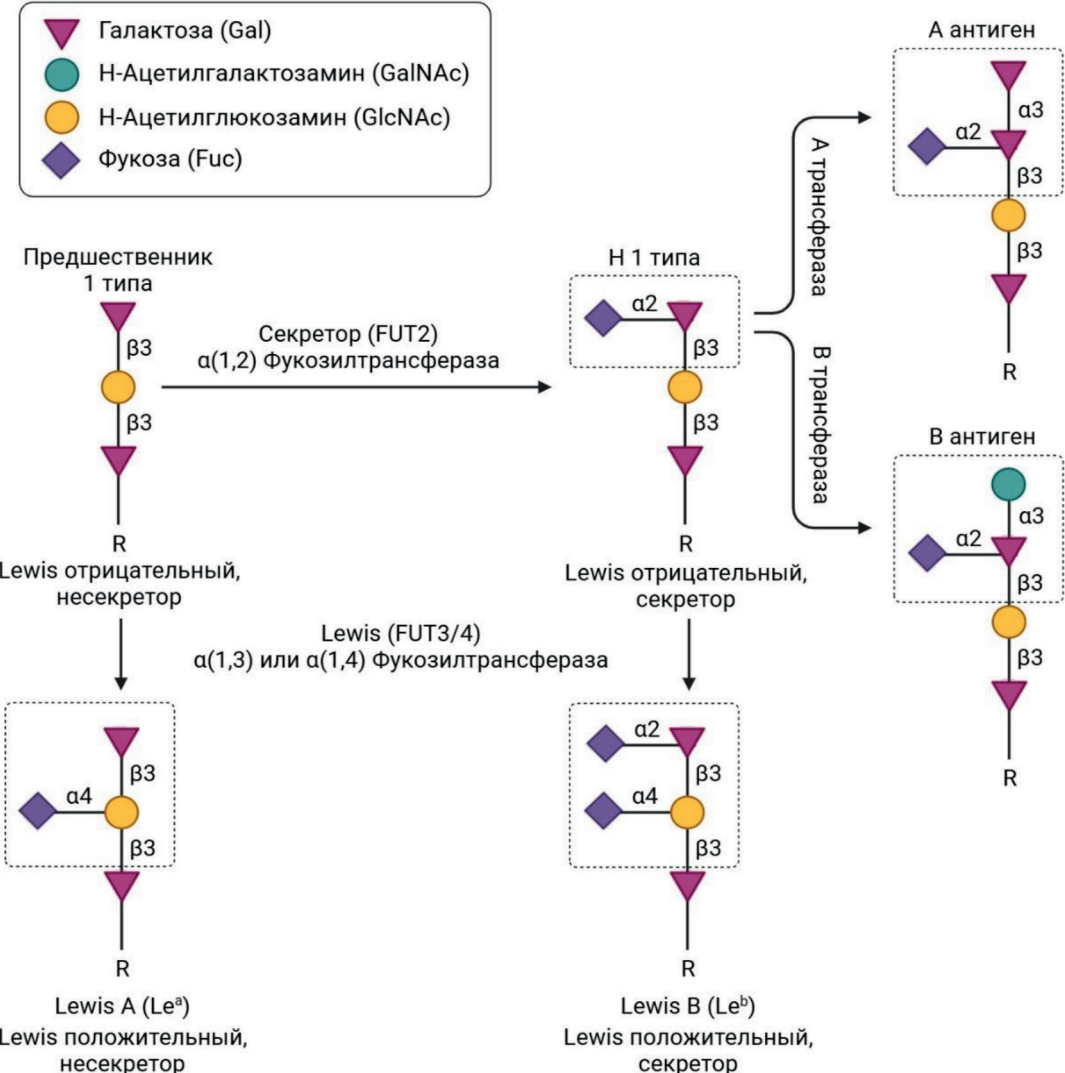 Галактоза (Gal)
Н-Ацетилгалактозамин (GalNAc)
Н-Ацетилглюкозамин (GlcNAc)
Фукоза (Fuc)
А антиген
α3
α2
β3
β3
R
А трансфераза
В трансфераза
Предшественник
1 типа
β3
β3
R
Lewis отрицательный,
несекретор
Секретор (FUT2)
α(1,2) Фукозилтрансфераза
Н 1 типа
α2
β3
β3
R
Lewis отрицательный,
секретор
В антиген
α3
α2
β3
β3
R
Lewis (FUT3/4)
α(1,3) или α(1,4) Фукозилтрансфераза
β3
α4
β3
R
Lewis A (Leᵃ)
Lewis положительный,
несекретор
α2
β3
α4
β3
R
Lewis B (Leᵇ)
Lewis положительный,
секретор